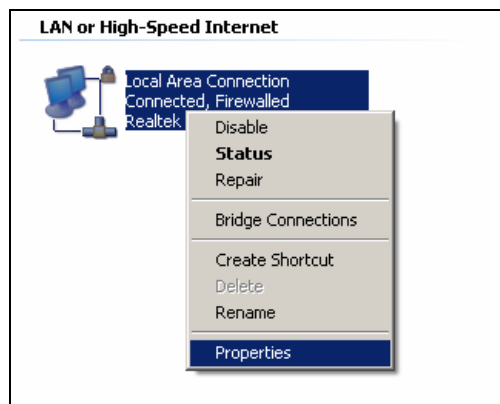 LAN or High-Speed Internet
Local Area Connection
Connected, Firewalled
Realtek
Disable
Status
Repair
Bridge Connections
Create Shortcut
Delete
Rename
Properties